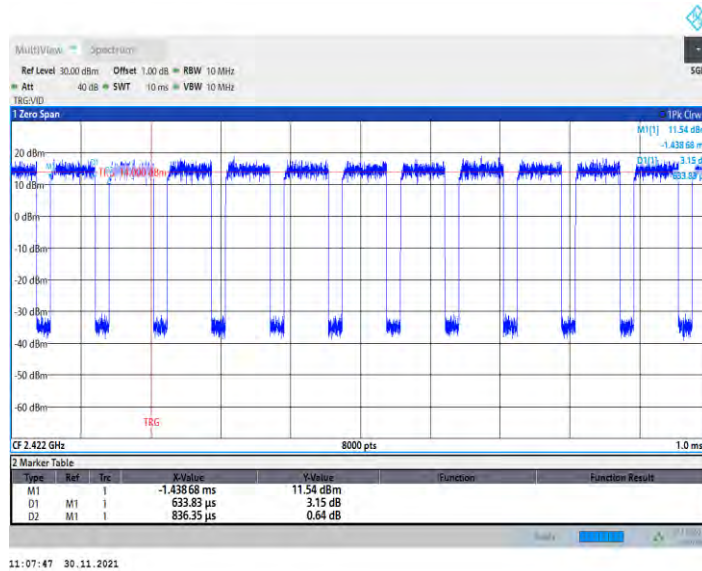 MultiView Spectrum
Ref Level 30.00 dBm Offset 1.00 dB RBW 10 MHz
Att 40 dB SWT 10 ms VBW 10 MHz
TRG:VID
1 Zero Span 1Pk Clrw
M1[1] 11.54 dBm
-1.438 68 ms
D1[1] 3.15 d
633.83 µs
20 dBm
10 dBm
0 dBm
-10 dBm
-20 dBm
-30 dBm
-40 dBm
-50 dBm
-60 dBm
TRG
CF 2.422 GHz 8000 pts 1.0 ms
2 Marker Table
Type Ref Trc X-Value Y-Value Function Function Result
M1 1 -1.438 68 ms 11.54 dBm
D1 M1 1 633.83 µs 3.15 dB
D2 M1 1 836.35 µs 0.64 dB
11:07:47 30.11.2021